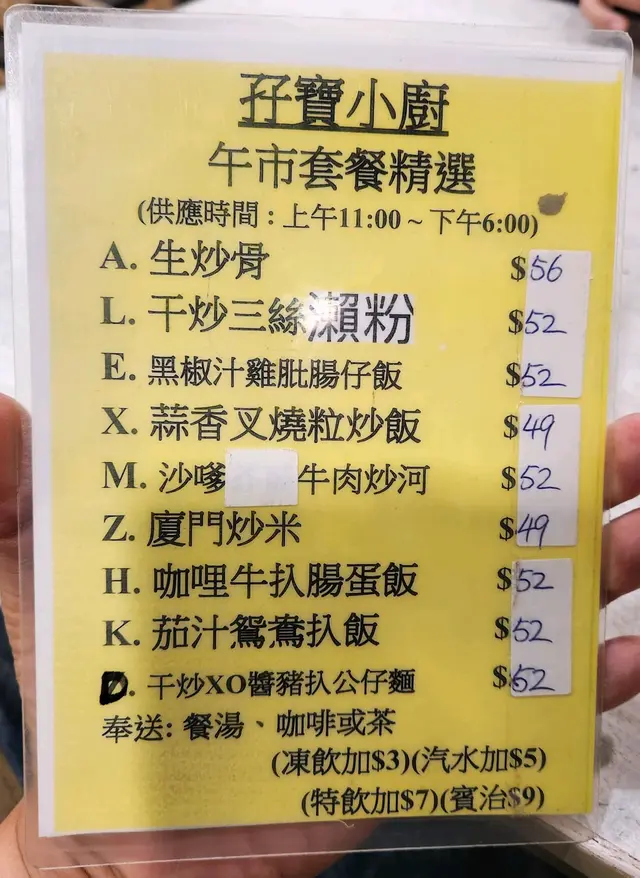 孖寶小廚
午市套餐精選
(供應時間：上午11:00 ~ 下午6:00)
A. 生炒骨 $56
L. 干炒三絲瀨粉 $52
E. 黑椒汁雞肶腸仔飯 $52
X. 蒜香叉燒粒炒飯 $49
M. 沙嗲 牛肉炒河 $52
Z. 廈門炒米 $49
H. 咖哩牛扒腸蛋飯 $52
K. 茄汁鴛鴦扒飯 $52
D. 干炒XO醬豬扒公仔麵 $52
奉送: 餐湯、咖啡或茶
(凍飲加$3)(汽水加$5)
(特飲加$7)(賓治$9)